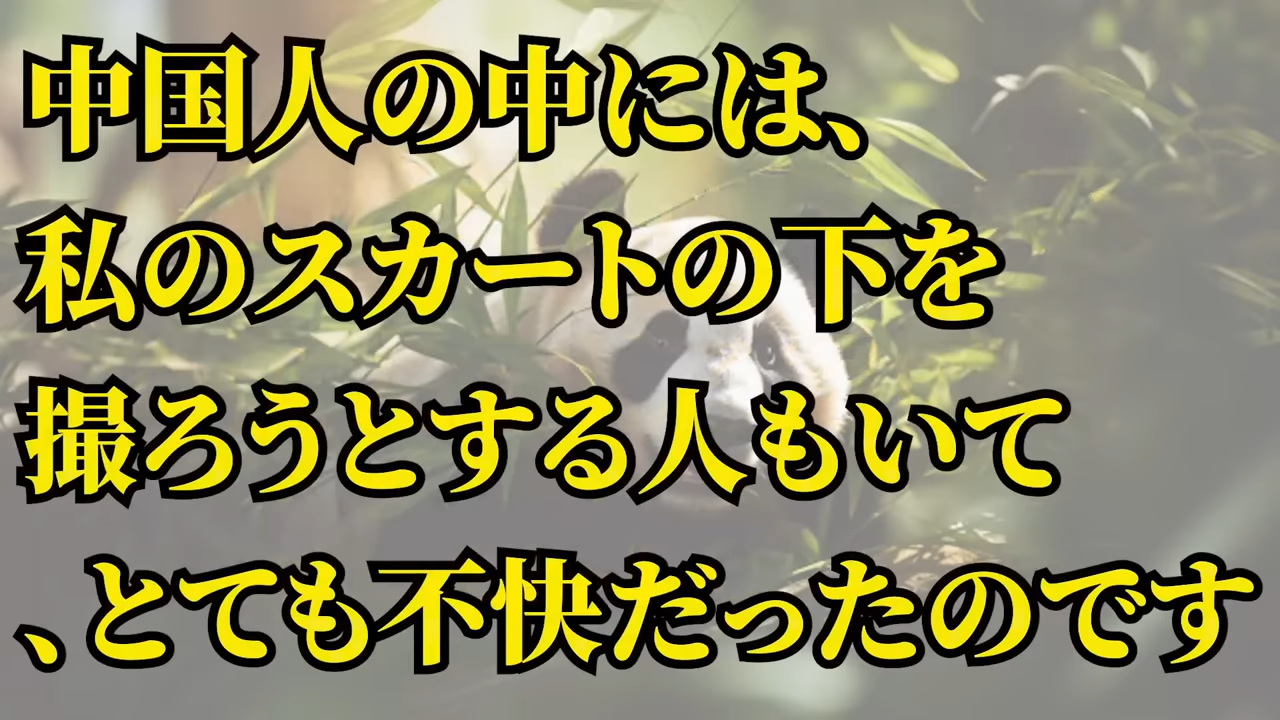 中国人の中には、
私のスカートの下を
撮ろうとする人もいて
、とても不快だったのです